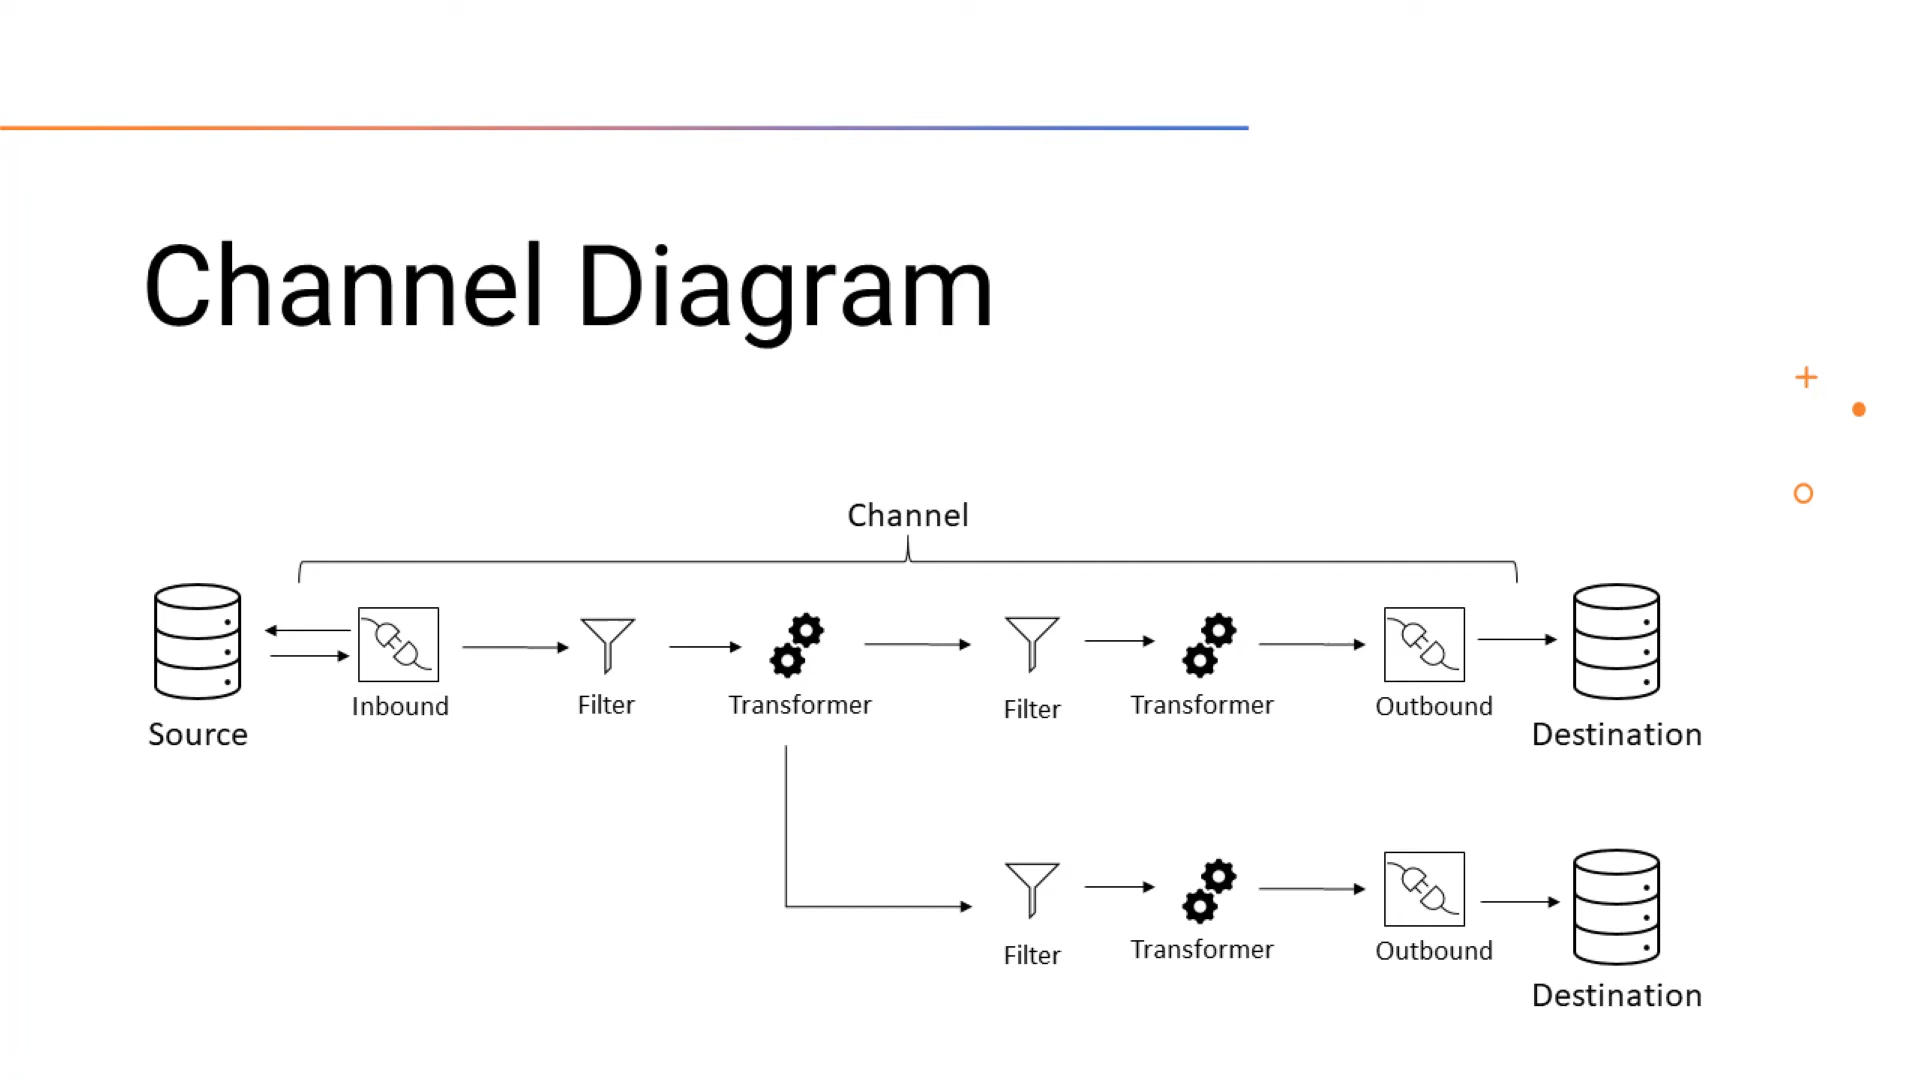 Channel Diagram
Channel
Source
Inbound
Filter
Transformer
Filter
Transformer
Outbound
Destination
Filter
Transformer
Outbound
Destination